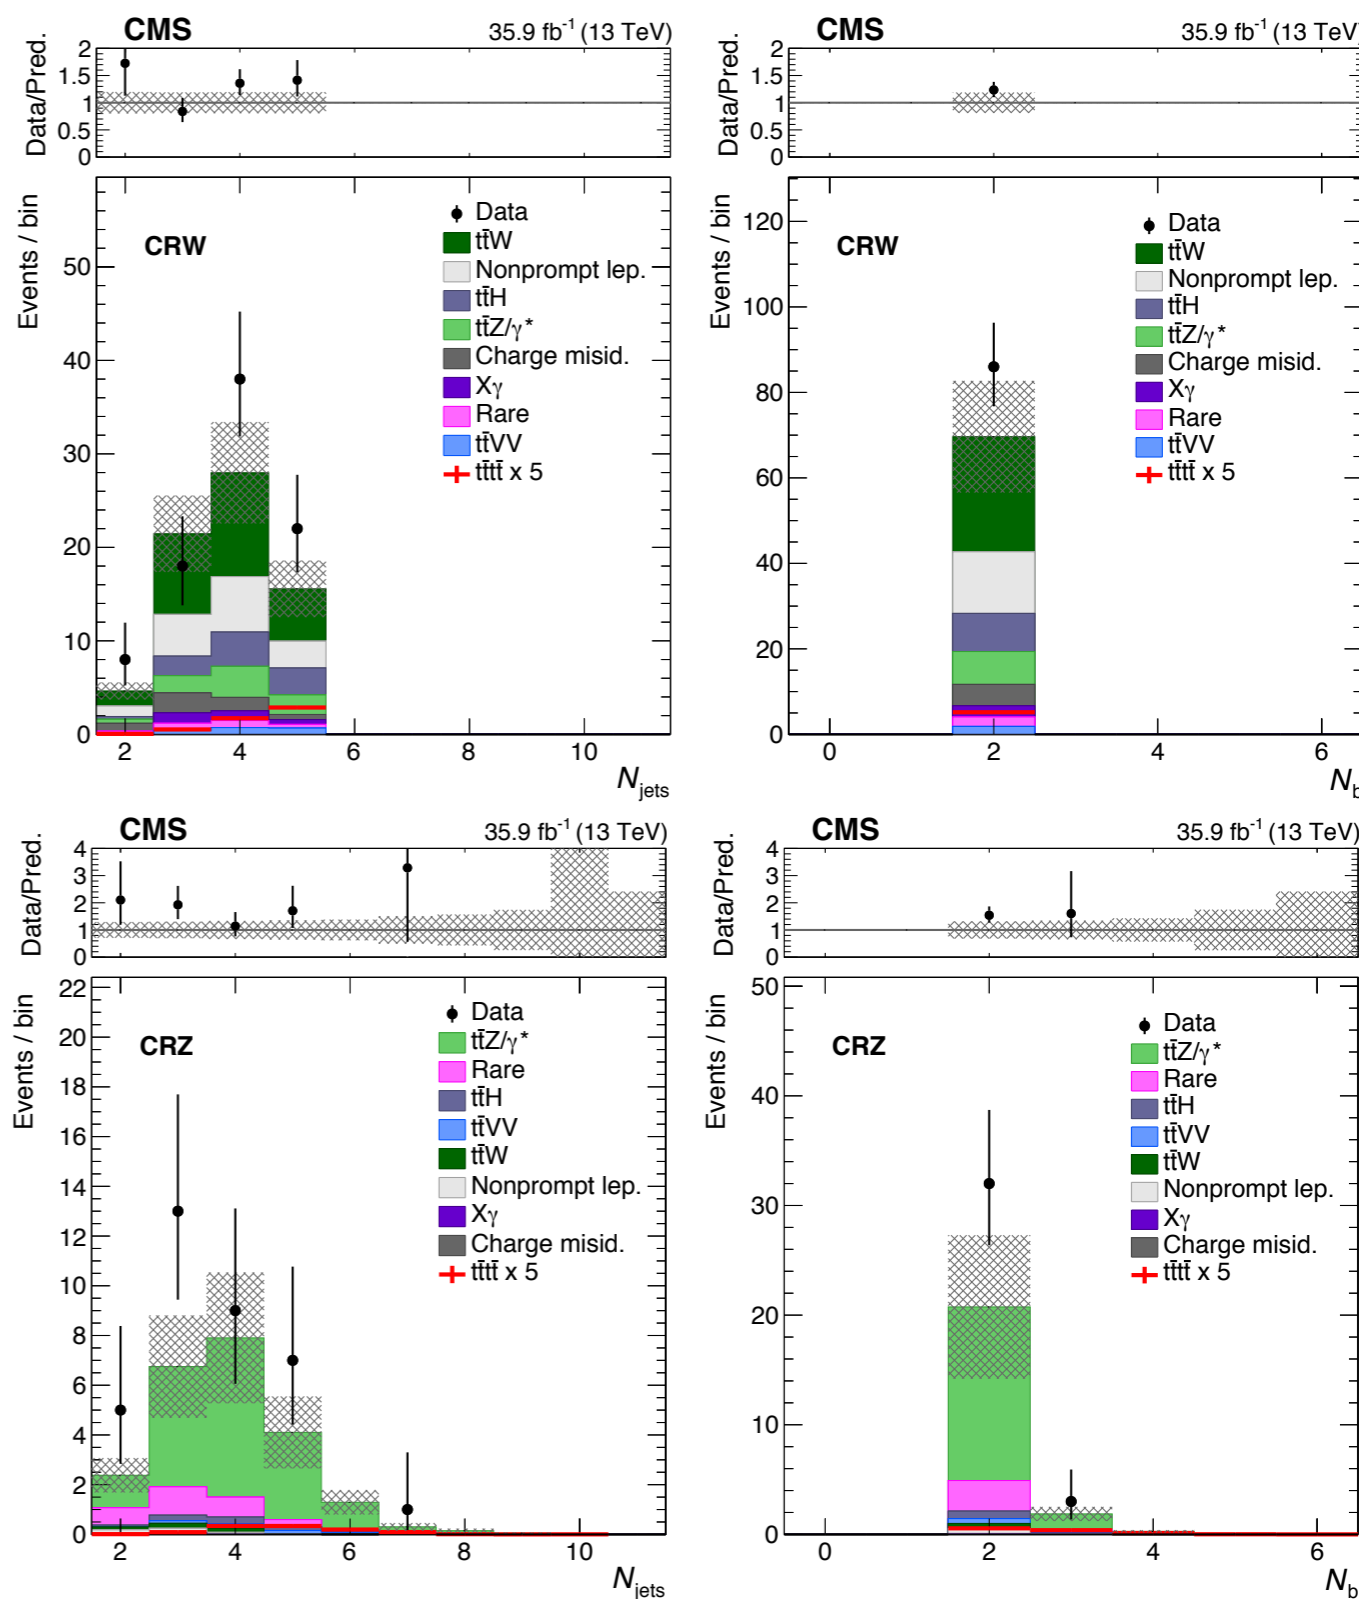 CMS 35.9 fb⁻¹ (13 TeV)
Data/Pred.
2
1.5
1
0.5
0
Events / bin
CRW
Data
tt̄W
Nonprompt lep.
tt̄H
tt̄Z/γ*
Charge misid.
Xγ
Rare
tt̄VV
tt̄tt̄ x 5
50
40
30
20
10
0
2 4 6 8 10
N_jets
CMS 35.9 fb⁻¹ (13 TeV)
Data/Pred.
2
1.5
1
0.5
0
Events / bin
CRW
Data
tt̄W
Nonprompt lep.
tt̄H
tt̄Z/γ*
Charge misid.
Xγ
Rare
tt̄VV
tt̄tt̄ x 5
120
100
80
60
40
20
0
0 2 4 6
N_b
CMS 35.9 fb⁻¹ (13 TeV)
Data/Pred.
4
3
2
1
0
Events / bin
CRZ
Data
tt̄Z/γ*
Rare
tt̄H
tt̄VV
tt̄W
Nonprompt lep.
Xγ
Charge misid.
tt̄tt̄ x 5
22
20
18
16
14
12
10
8
6
4
2
0
2 4 6 8 10
N_jets
CMS 35.9 fb⁻¹ (13 TeV)
Data/Pred.
4
3
2
1
0
Events / bin
CRZ
Data
tt̄Z/γ*
Rare
tt̄H
tt̄VV
tt̄W
Nonprompt lep.
Xγ
Charge misid.
tt̄tt̄ x 5
50
40
30
20
10
0
0 2 4 6
N_b